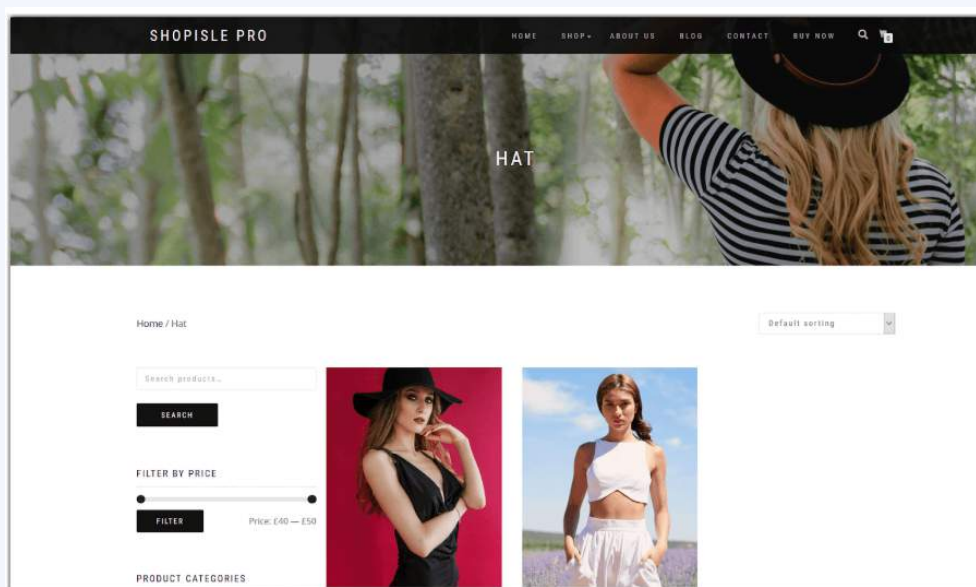 SHOPISLE PRO
HOME SHOP ABOUT US BLOG CONTACT BUY NOW 0
HAT
Home / Hat
Default sorting
Search products…
SEARCH
FILTER BY PRICE
FILTER Price: £40 — £50
PRODUCT CATEGORIES